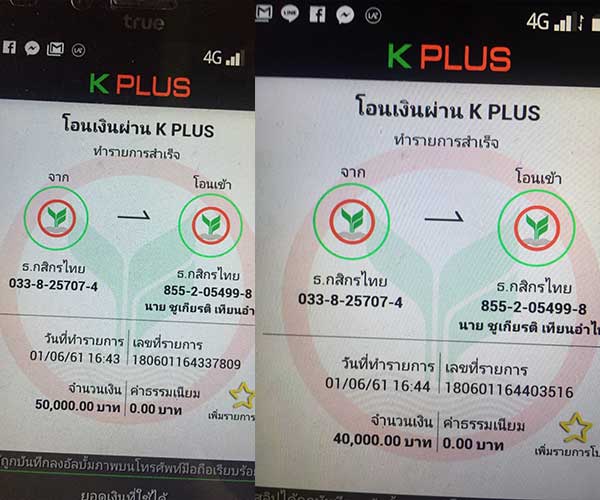 true
4G
K PLUS
โอนเงินผ่าน K PLUS
ทำรายการสำเร็จ
จาก
โอนเข้า
ธ.กสิกรไทย
033-8-25707-4
ธ.กสิกรไทย
855-2-05499-8
นาย ชูเกียรติ เทียนอำไ
วันที่ทำรายการ
01/06/61 16:43
เลขที่รายการ
180601164337809
จำนวนเงิน
50,000.00 บาท
ค่าธรรมเนียม
0.00 บาท
เพิ่มรายการ
ถูกบันทึกลงอัลบั้มภาพบนโทรศัพท์มือถือเรียบร้อย
ยอดเงินที่ใช้ได้
LINE
4G
K PLUS
โอนเงินผ่าน K PLUS
ทำรายการสำเร็จ
จาก
โอนเข้า
ธ.กสิกรไทย
033-8-25707-4
ธ.กสิกรไทย
855-2-05499-8
นาย ชูเกียรติ เทียนอำไ
วันที่ทำรายการ
01/06/61 16:44
เลขที่รายการ
180601164403516
จำนวนเงิน
40,000.00 บาท
ค่าธรรมเนียม
0.00 บาท
เพิ่มรายการโป